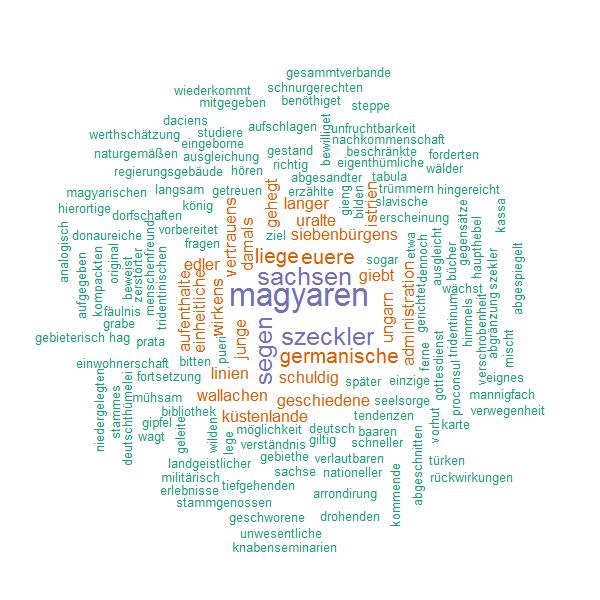 gesammtverbande
wiederkommt
schnurgerechten
mitgegeben
benöthiget
steppe
daciens
werthschätzung
studiere
aufschlagen
bewilliget
unfruchtbarkeit
eingeborne
nachkommenschaft
naturgemäßen
ausgleichung
gestand
beschränkte
forderten
richtig
eigenthümliche
regierungsgebäude
hören
abgesandter
tabula
wälder
magyarischen
langsam
getreuen
gehegt
erzählte
gieng
bilden
istrien
trümmern
hingereicht
slavische
hierortige
dorfschaften
könig
vertrauens
langer
uralte
erscheinung
gegensätze
haupthebel
kassa
donaureiche
vorbereitet
damals
ziel
siebenbürgens
etwa
dennoch
ausgleicht
bücher
szekler
analogisch
aufgegeben
kompackten
original
beweist
zerstörter
menschenfreund
tridentinischen
fragen
edler
liege
euere
sogar
giebt
administration
gerichtet
tridentinum
himmels
abgränzung
abgespiegelt
wächst
sachsen
magyaren
aufenthalte
einheitliche
wirkens
fäulnis
grabe
verschrobenheit
mischt
gebieterisch
hag
prata
pueri
junge
segen
szeckler
ungarn
ferne
gottesdienst
proconsul
einwohnerschaft
bitten
germanische
eignes
fortsetzung
linien
schuldig
später
einzige
mannigfach
niedergelegten
stammes
deutschthümelei
mühsam
wallachen
geschiedene
seelsorge
verwegenheit
bibliothek
küstenlande
tendenzen
vorhut
karte
gipfel
wagt
geleitet
wilden
lege
möglichkeit
deutsch
baaren
verständnis
giltig
schneller
landgeistlicher
gebiethe
verlautbaren
türken
militärisch
sachse
nationeller
kommende
abgeschnitten
rückwirkungen
erlebnisse
tiefgehenden
arrondirung
stammgenossen
geschworene
drohenden
unwesentliche
knabenseminarien